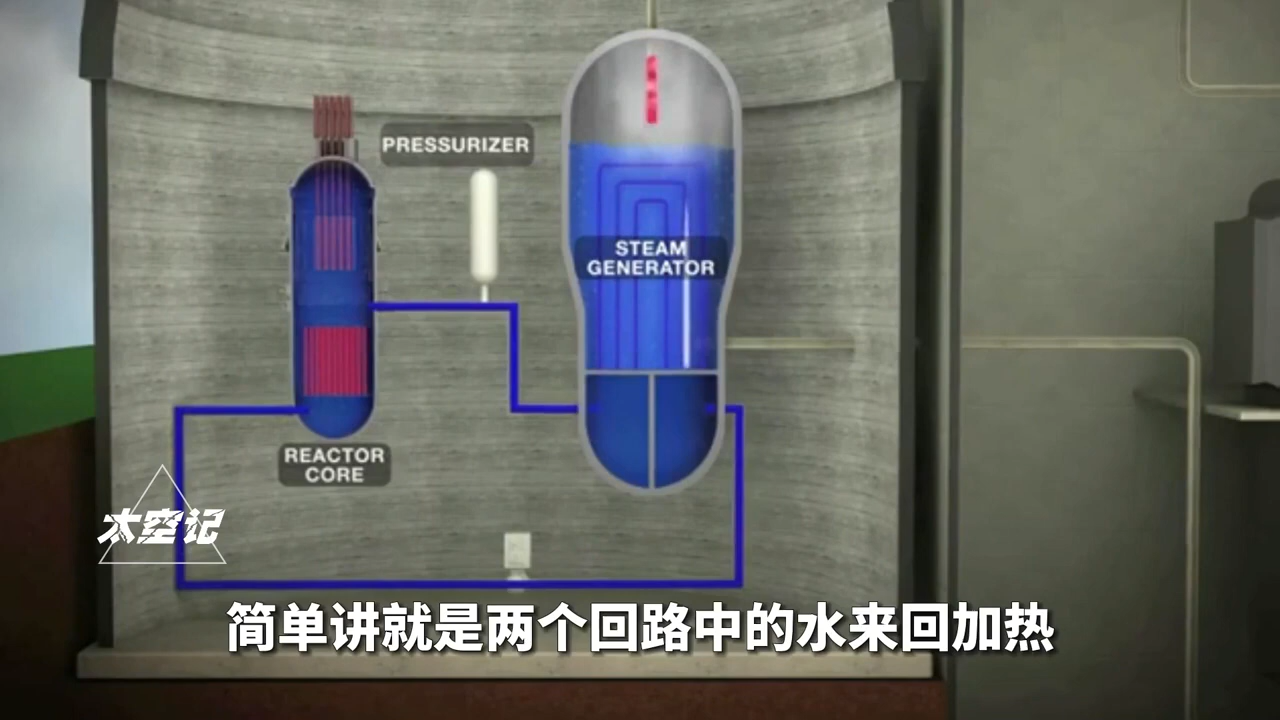 PRESSURIZER
STEAM
GENERATOR
REACTOR
CORE
太空记
简单讲就是两个回路中的水来回加热